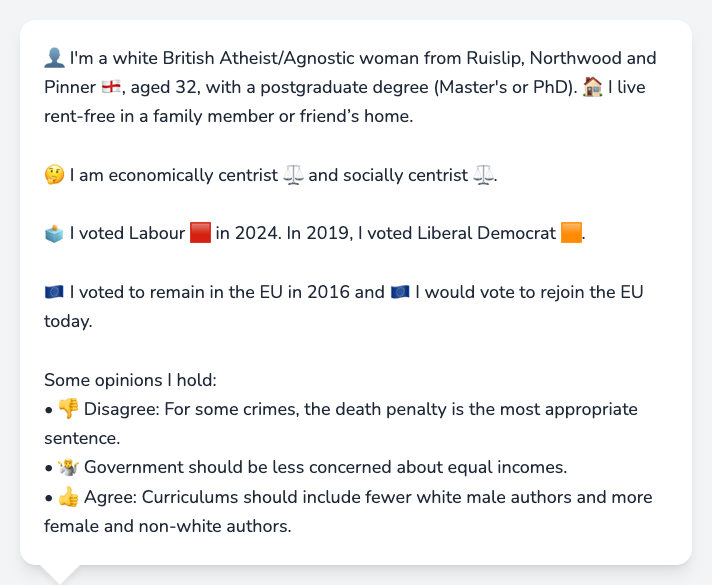 👤 I'm a white British Atheist/Agnostic woman from Ruislip, Northwood and
Pinner 🏴󠁧󠁢󠁥󠁮󠁧󠁿, aged 32, with a postgraduate degree (Master's or PhD). 🏠 I live
rent-free in a family member or friend’s home.
🤔 I am economically centrist ⚖️ and socially centrist ⚖️.
🗳️ I voted Labour 🟥 in 2024. In 2019, I voted Liberal Democrat 🟧.
🇪🇺 I voted to remain in the EU in 2016 and 🇪🇺 I would vote to rejoin the EU
today.
Some opinions I hold:
• 👎 Disagree: For some crimes, the death penalty is the most appropriate
sentence.
• 🤷 Government should be less concerned about equal incomes.
• 👍 Agree: Curriculums should include fewer white male authors and more
female and non-white authors.